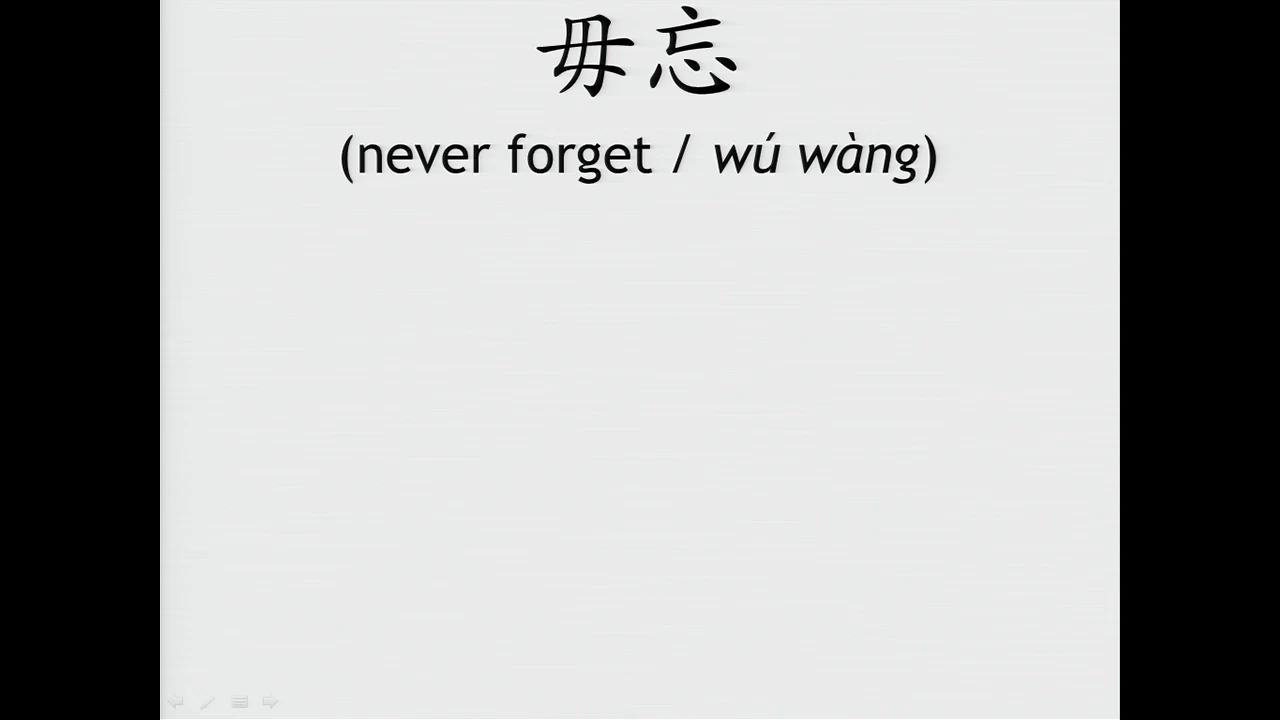 毋忘
(never forget / wú wàng)